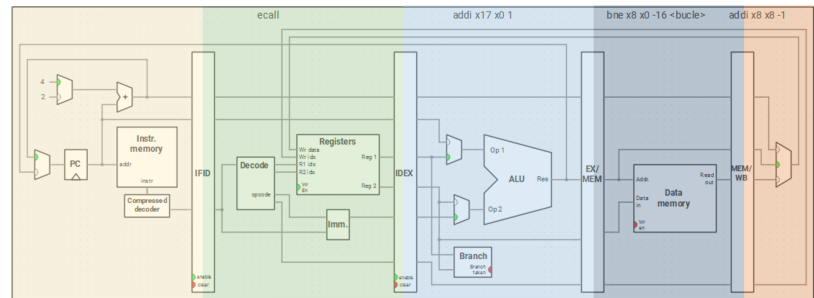 ecall
addi x17 x0 1
bne x8 x0 -16 <bucle>
addi x8 x8 -1
4
2
+
PC
addr
Instr.
memory
instr
Compressed
decoder
IFID
enable
clear
Decode
opcode
Registers
Wr data
Wr idx
R1 idx
R2 idx
Wr
En
Reg 1
Reg 2
Imm.
IDEX
enable
clear
Op 1
Op 2
ALU
Res
Branch
Branch
taken
EX/
MEM
Addr.
Data
in
Wr
en
Data
memory
Read
out
MEM/
WB